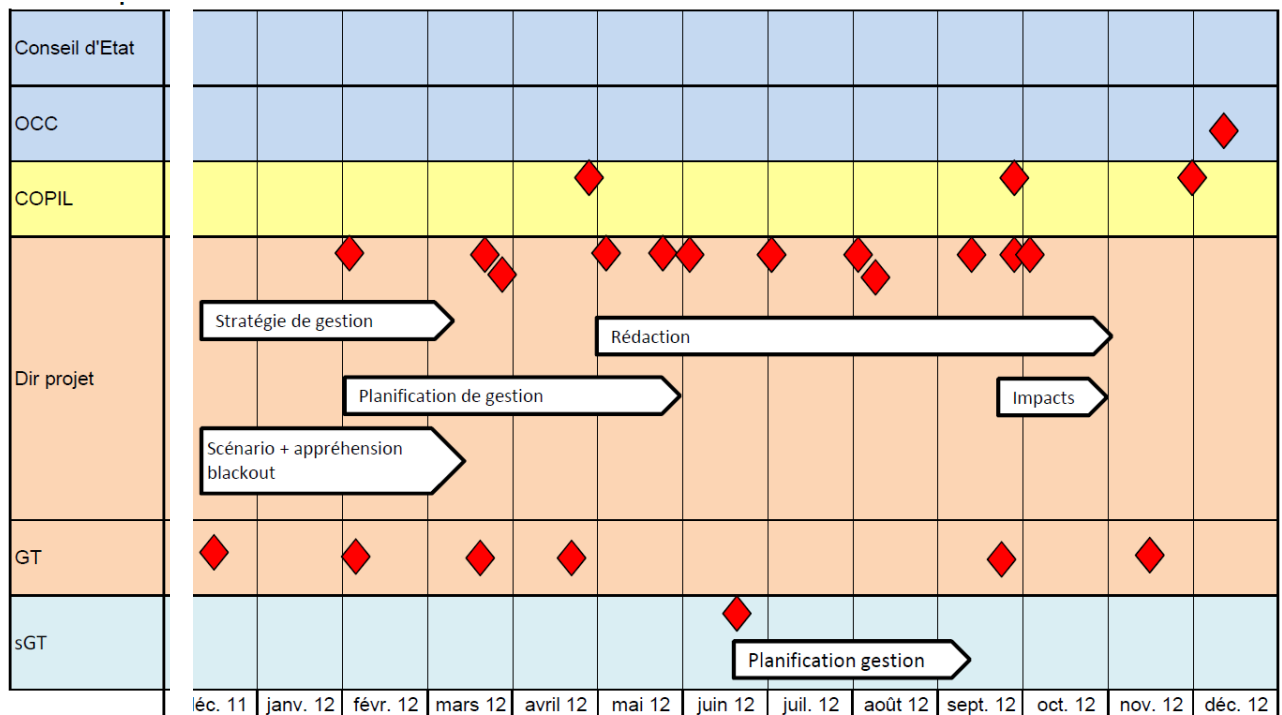 Conseil d'Etat
OCC
COPIL
Dir projet
Stratégie de gestion
Rédaction
Planification de gestion
Impacts
Scénario + appréhension
blackout
GT
sGT
Planification gestion
éc. 11 janv. 12 févr. 12 mars 12 avril 12 mai 12 juin 12 juil. 12 août 12 sept. 12 oct. 12 nov. 12 déc. 12